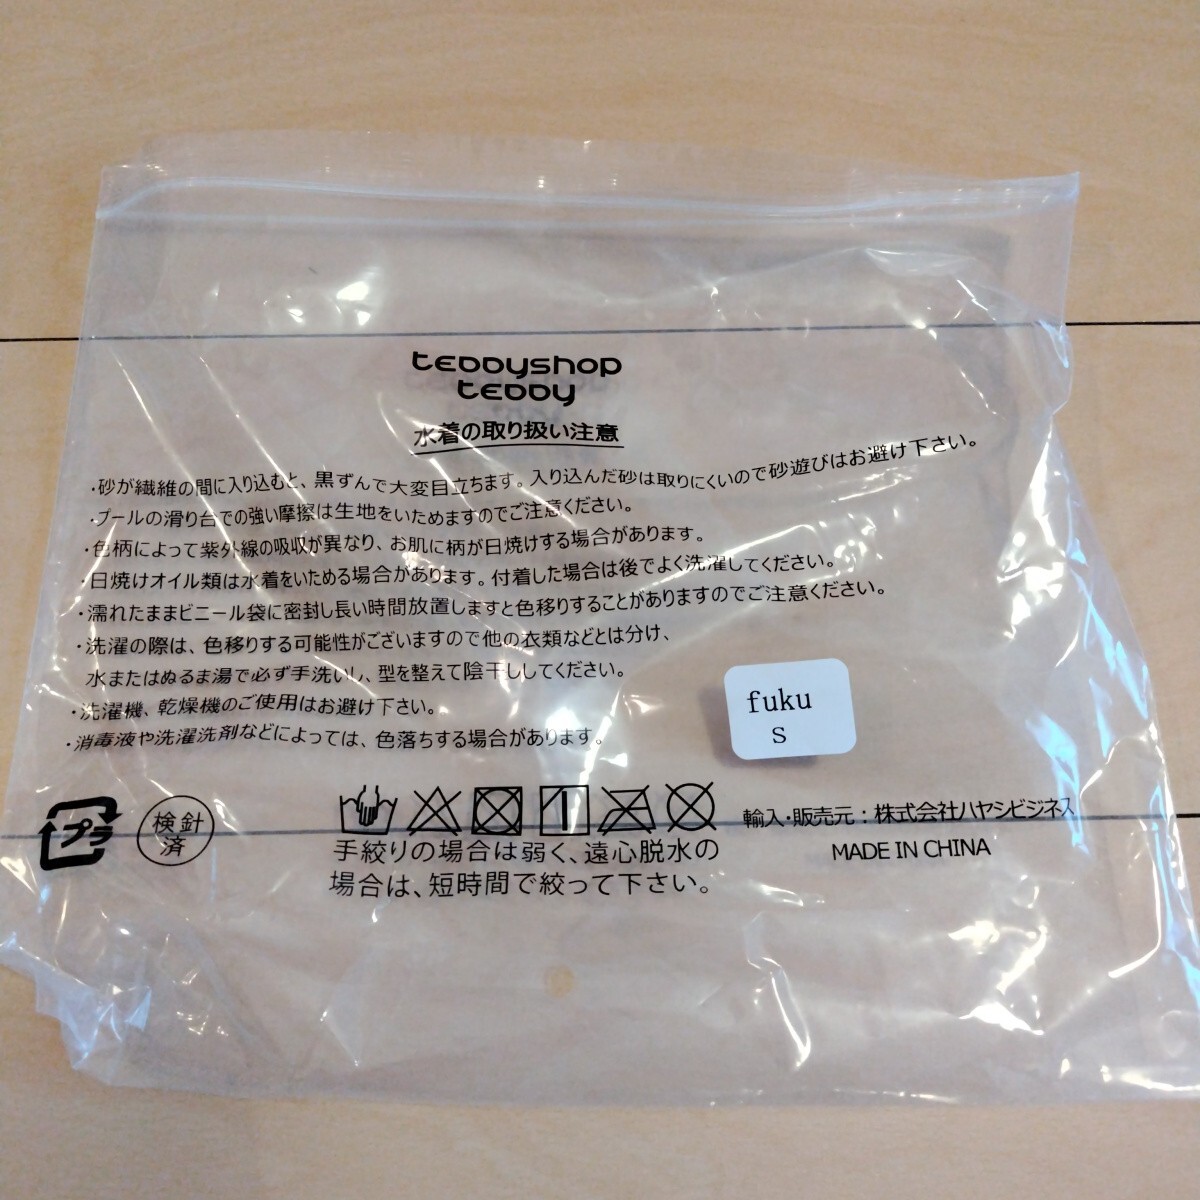 teddyshop
teddy
水着の取り扱い注意
・砂が繊維の間に入り込むと、黒ずんで大変目立ちます。入り込んだ砂は取りにくいので砂遊びはお避け下さい。
・プールの滑り台での強い摩擦は生地をいためますのでご注意ください。
・色柄によって紫外線の吸収が異なり、お肌に柄が日焼けする場合があります。
・日焼けオイル類は水着をいためる場合があります。付着した場合は後でよく洗濯してください。
・濡れたままビニール袋に密封し長い時間放置しますと色移りすることがありますのでご注意ください。
・洗濯の際は、色移りする可能性がございますので他の衣類などとは分け、
水またはぬるま湯で必ず手洗いし、型を整えて陰干ししてください。
・洗濯機、乾燥機のご使用はお避け下さい。
・消毒液や洗濯洗剤などによっては、色落ちする場合があります。
fuku
S
プラ
検針
済
手絞りの場合は弱く、遠心脱水の
場合は、短時間で絞って下さい。
輸入・販売元：株式会社ハヤシビジネス
MADE IN CHINA